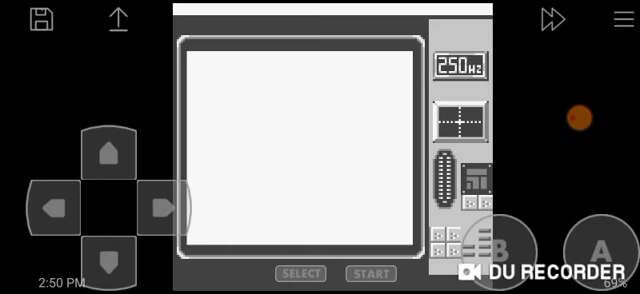 250Hz
SELECT START
B A
2:50 PM
DU RECORDER
69%